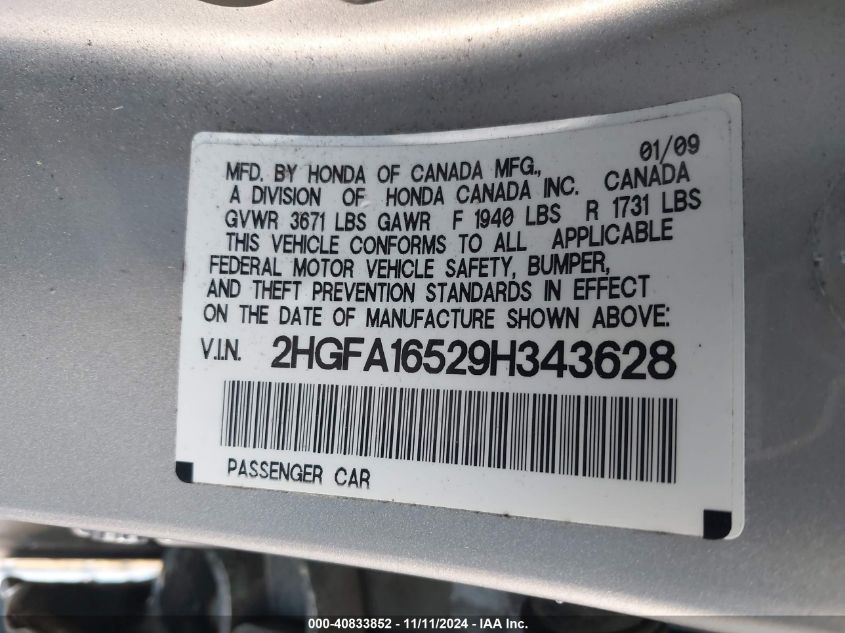 01/09
MFD. BY HONDA OF CANADA MFG.,
A DIVISION OF HONDA CANADA INC. CANADA
GVWR 3671 LBS GAWR F 1940 LBS R 1731 LBS
THIS VEHICLE CONFORMS TO ALL APPLICABLE
FEDERAL MOTOR VEHICLE SAFETY, BUMPER,
AND THEFT PREVENTION STANDARDS IN EFFECT
ON THE DATE OF MANUFACTURE SHOWN ABOVE:
V.I.N. 2HGFA16529H343628
PASSENGER CAR
000-40833852 - 11/11/2024 - IAA Inc.